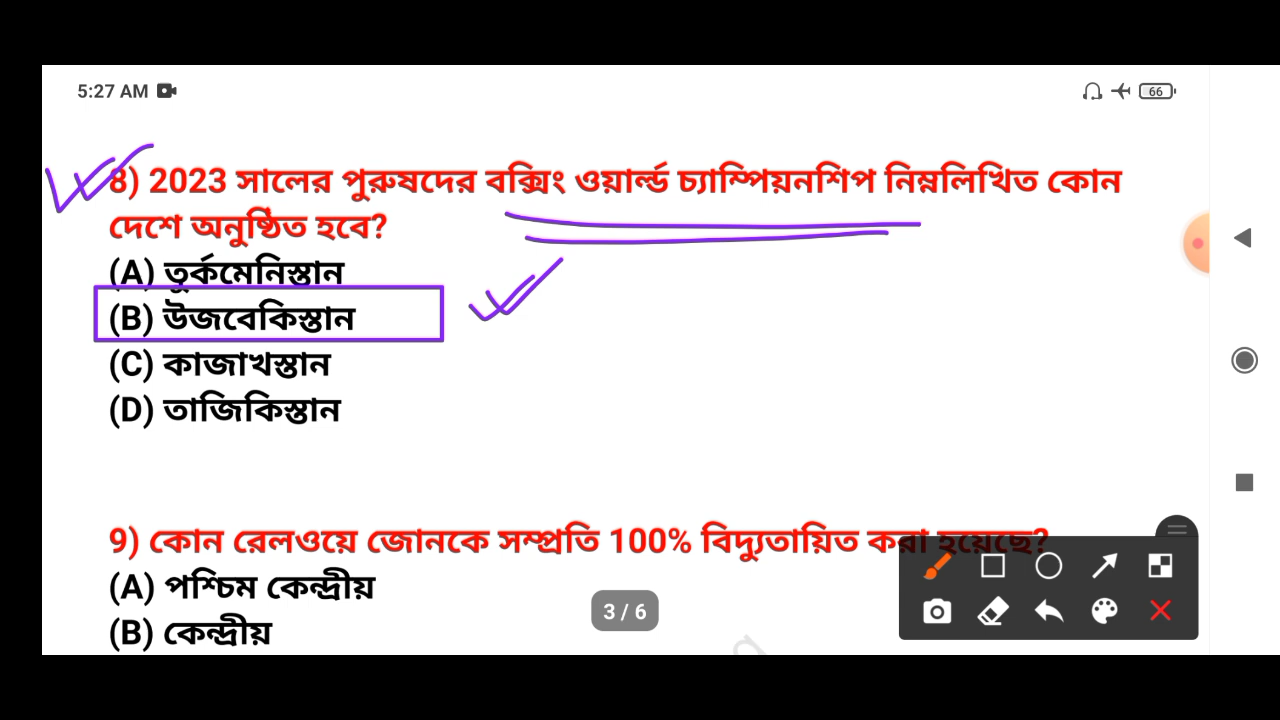 5:27 AM
66
8) 2023 সালের পুরুষদের বক্সিং ওয়ার্ল্ড চ্যাম্পিয়নশিপ নিম্নলিখিত কোন
দেশে অনুষ্ঠিত হবে?
(A) তুর্কমেনিস্তান
(B) উজবেকিস্তান
(C) কাজাখস্তান
(D) তাজিকিস্তান
9) কোন রেলওয়ে জোনকে সম্প্রতি 100% বিদ্যুতায়িত করা হয়েছে?
(A) পশ্চিম কেন্দ্রীয়
(B) কেন্দ্রীয়
3 / 6